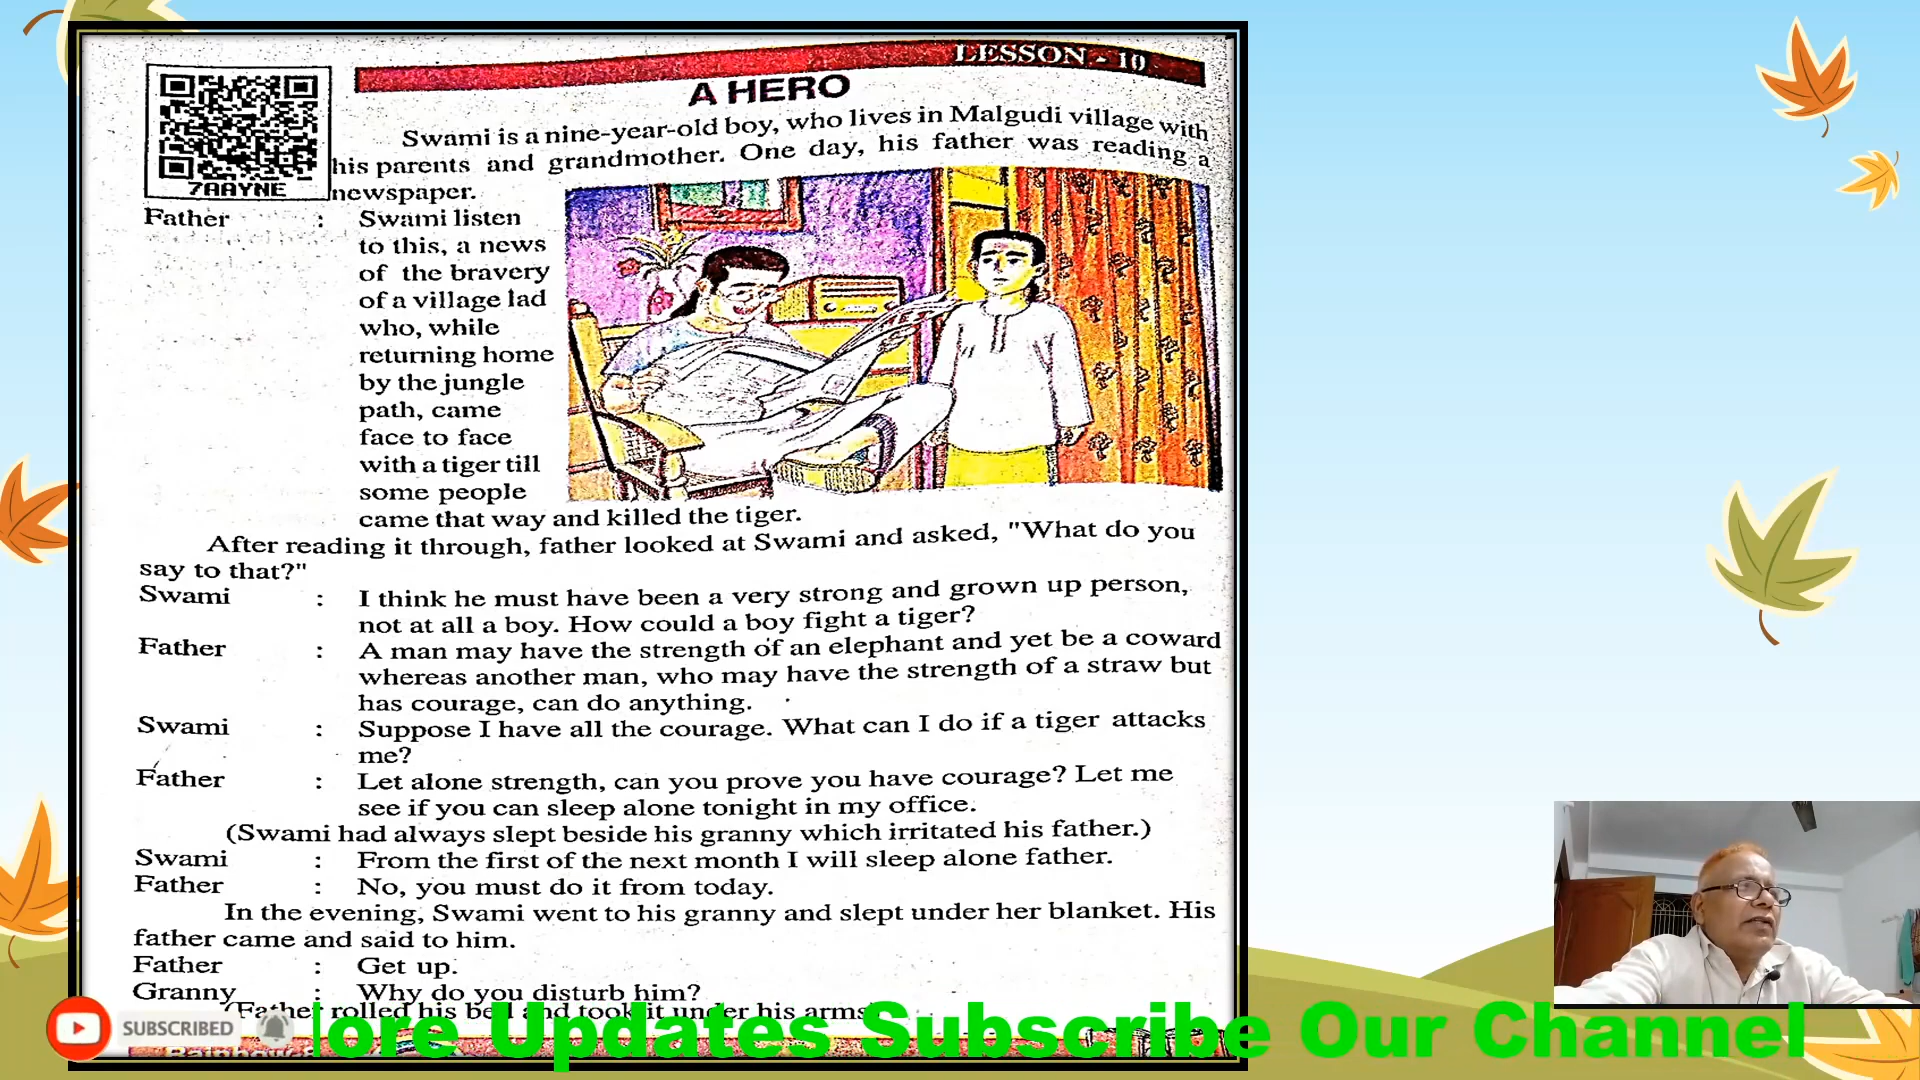 LESSON - 10
A HERO
7AAYNE
Swami is a nine-year-old boy, who lives in Malgudi village with
his parents and grandmother. One day, his father was reading a
newspaper.
Father : Swami listen
to this, a news
of the bravery
of a village lad
who, while
returning home
by the jungle
path, came
face to face
with a tiger till
some people
came that way and killed the tiger.
After reading it through, father looked at Swami and asked, "What do you
say to that?"
Swami : I think he must have been a very strong and grown up person,
not at all a boy. How could a boy fight a tiger?
Father : A man may have the strength of an elephant and yet be a coward
whereas another man, who may have the strength of a straw but
has courage, can do anything.
Swami : Suppose I have all the courage. What can I do if a tiger attacks
me?
Father : Let alone strength, can you prove you have courage? Let me
see if you can sleep alone tonight in my office.
(Swami had always slept beside his granny which irritated his father.)
Swami : From the first of the next month I will sleep alone father.
Father : No, you must do it from today.
In the evening, Swami went to his granny and slept under her blanket. His
father came and said to him.
Father : Get up.
Granny : Why do you disturb him?
(Father rolled his bed and took it under his arms)
SUBSCRIBED
ore Updates Subscribe Our Channel